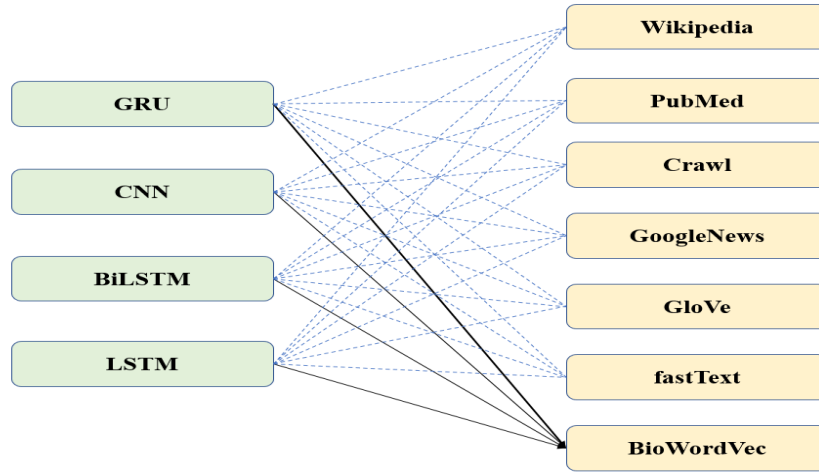 GRU
CNN
BiLSTM
LSTM
Wikipedia
PubMed
Crawl
GoogleNews
GloVe
fastText
BioWordVec